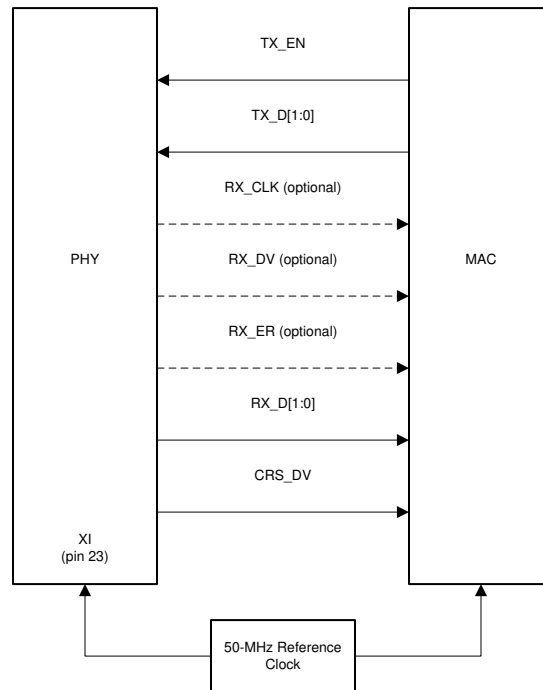 TX_EN
TX_D[1:0]
RX_CLK (optional)
PHY
RX_DV (optional)
MAC
RX_ER (optional)
RX_D[1:0]
CRS_DV
XI
(pin 23)
50-MHz Reference
Clock